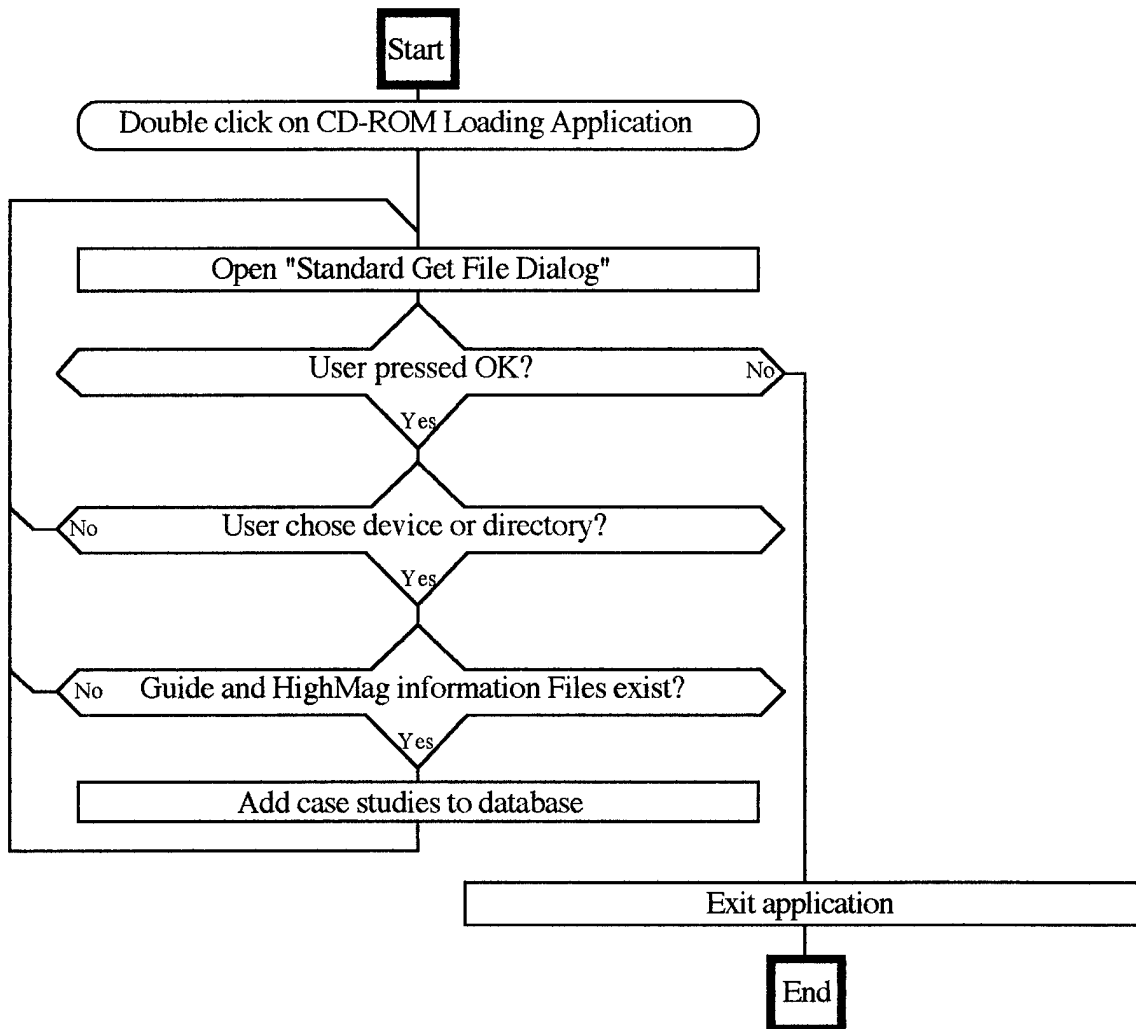 Start
Double click on CD-ROM Loading Application
Open "Standard Get File Dialog"
User pressed OK?
No
Yes
No
User chose device or directory?
Yes
No
Guide and HighMag information Files exist?
Yes
Add case studies to database
Exit application
End